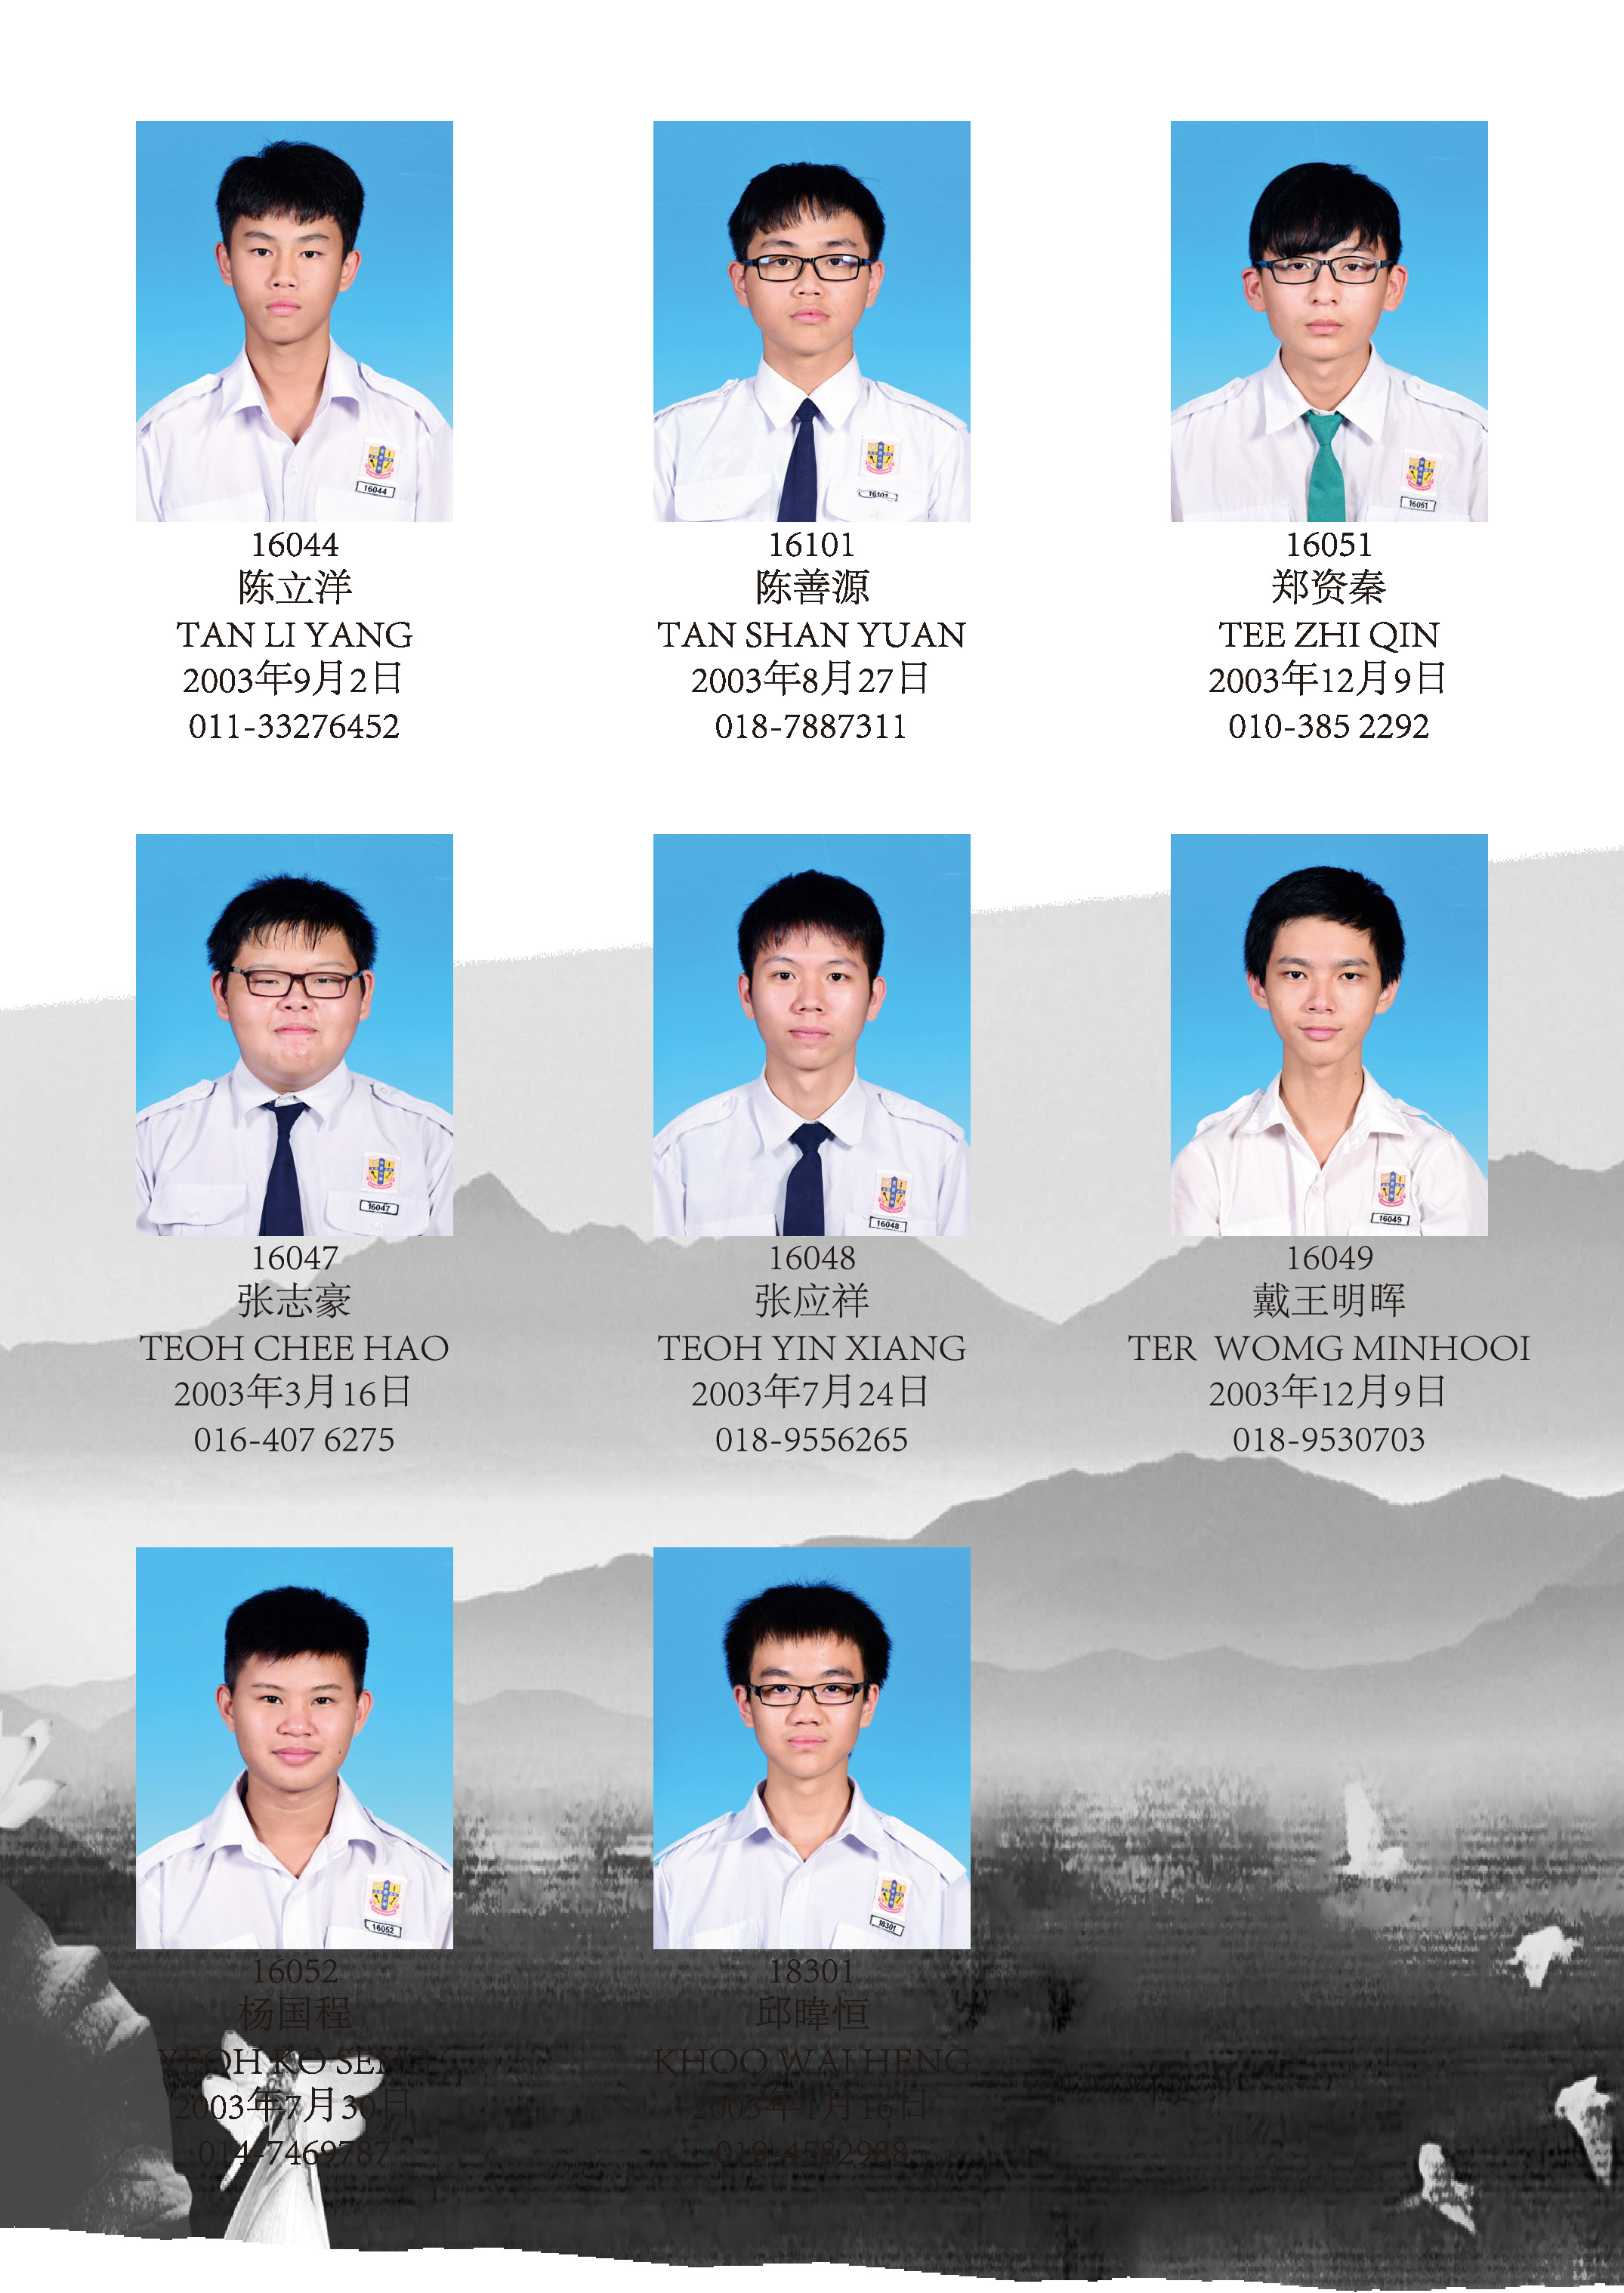 16044
陈立洋
TAN LI YANG
2003年9月2日
011-33276452
16101
陈善源
TAN SHAN YUAN
2003年8月27日
018-7887311
16051
郑资秦
TEE ZHI QIN
2003年12月9日
010-385 2292
16047
张志豪
TEOH CHEE HAO
2003年3月16日
016-407 6275
16048
张应祥
TEOH YIN XIANG
2003年7月24日
018-9556265
16049
戴王明晖
TER  WOMG MINHOOI
2003年12月9日
018-9530703
16052
杨国程
YEOH KO SENG
2003年7月30日
014-7469787
18301
邱暐恒
KHOO WAI HENG
2003年1月16日
019-4582988